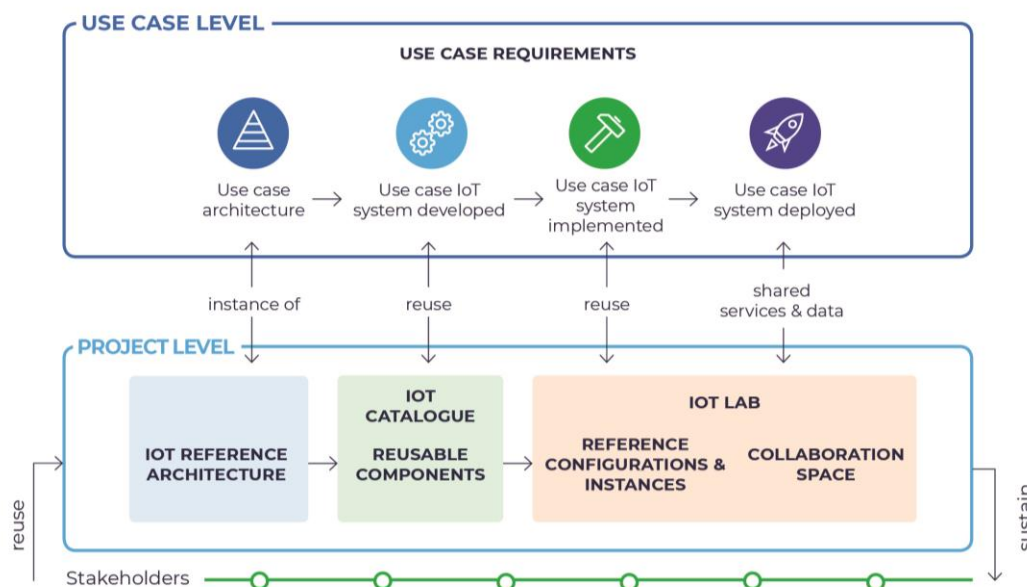 USE CASE LEVEL
USE CASE REQUIREMENTS
Use case
architecture
Use case IoT
system developed
Use case IoT
system
implemented
Use case IoT
system deployed
instance of
reuse
reuse
shared
services & data
PROJECT LEVEL
IOT REFERENCE
ARCHITECTURE
IOT
CATALOGUE
REUSABLE
COMPONENTS
IOT LAB
REFERENCE
CONFIGURATIONS &
INSTANCES
COLLABORATION
SPACE
reuse
sustain
Stakeholders